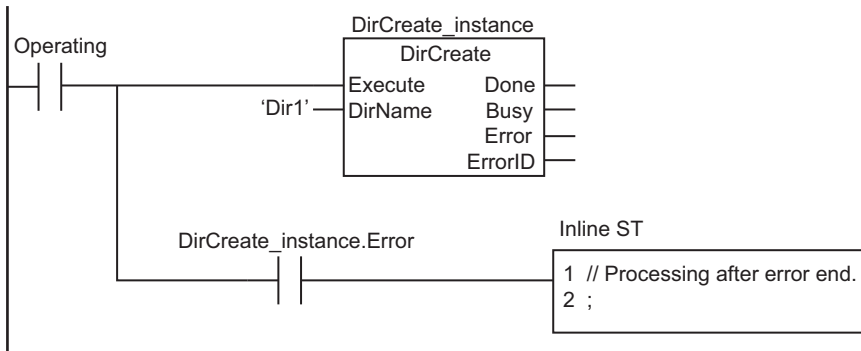 DirCreate_instance
Operating
DirCreate
Execute Done
‘Dir1’ DirName Busy
Error
ErrorID
Inline ST
DirCreate_instance.Error
1 // Processing after error end.
2 ;